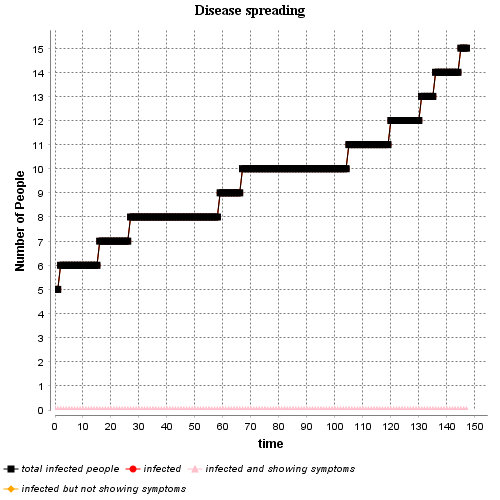 Disease spreading
Number of People
15
14
13
12
11
10
9
8
7
6
5
4
3
2
1
0
0 10 20 30 40 50 60 70 80 90 100 110 120 130 140 150
time
total infected people infected infected and showing symptoms
infected but not showing symptoms